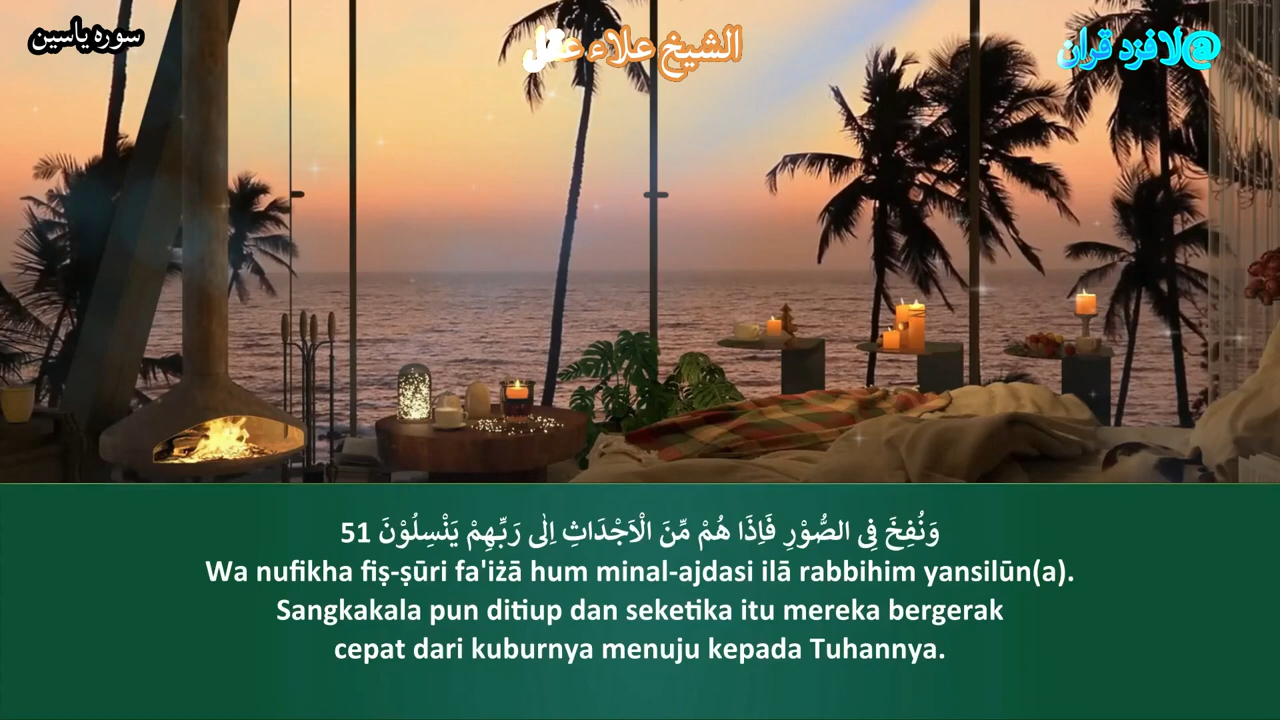 سوره ياسين
الشيخ علاء عقل
@لافزد قران
وَنُفِخَ فِى الصُّوْرِ فَاِذَا هُمْ مِّنَ الْاَجْدَاثِ اِلٰى رَبِّهِمْ يَنْسِلُوْنَ 51
Wa nufikha fiṣ-ṣūri fa'iżā hum minal-ajdasi ilā rabbihim yansilūn(a).
Sangkakala pun ditiup dan seketika itu mereka bergerak
cepat dari kuburnya menuju kepada Tuhannya.